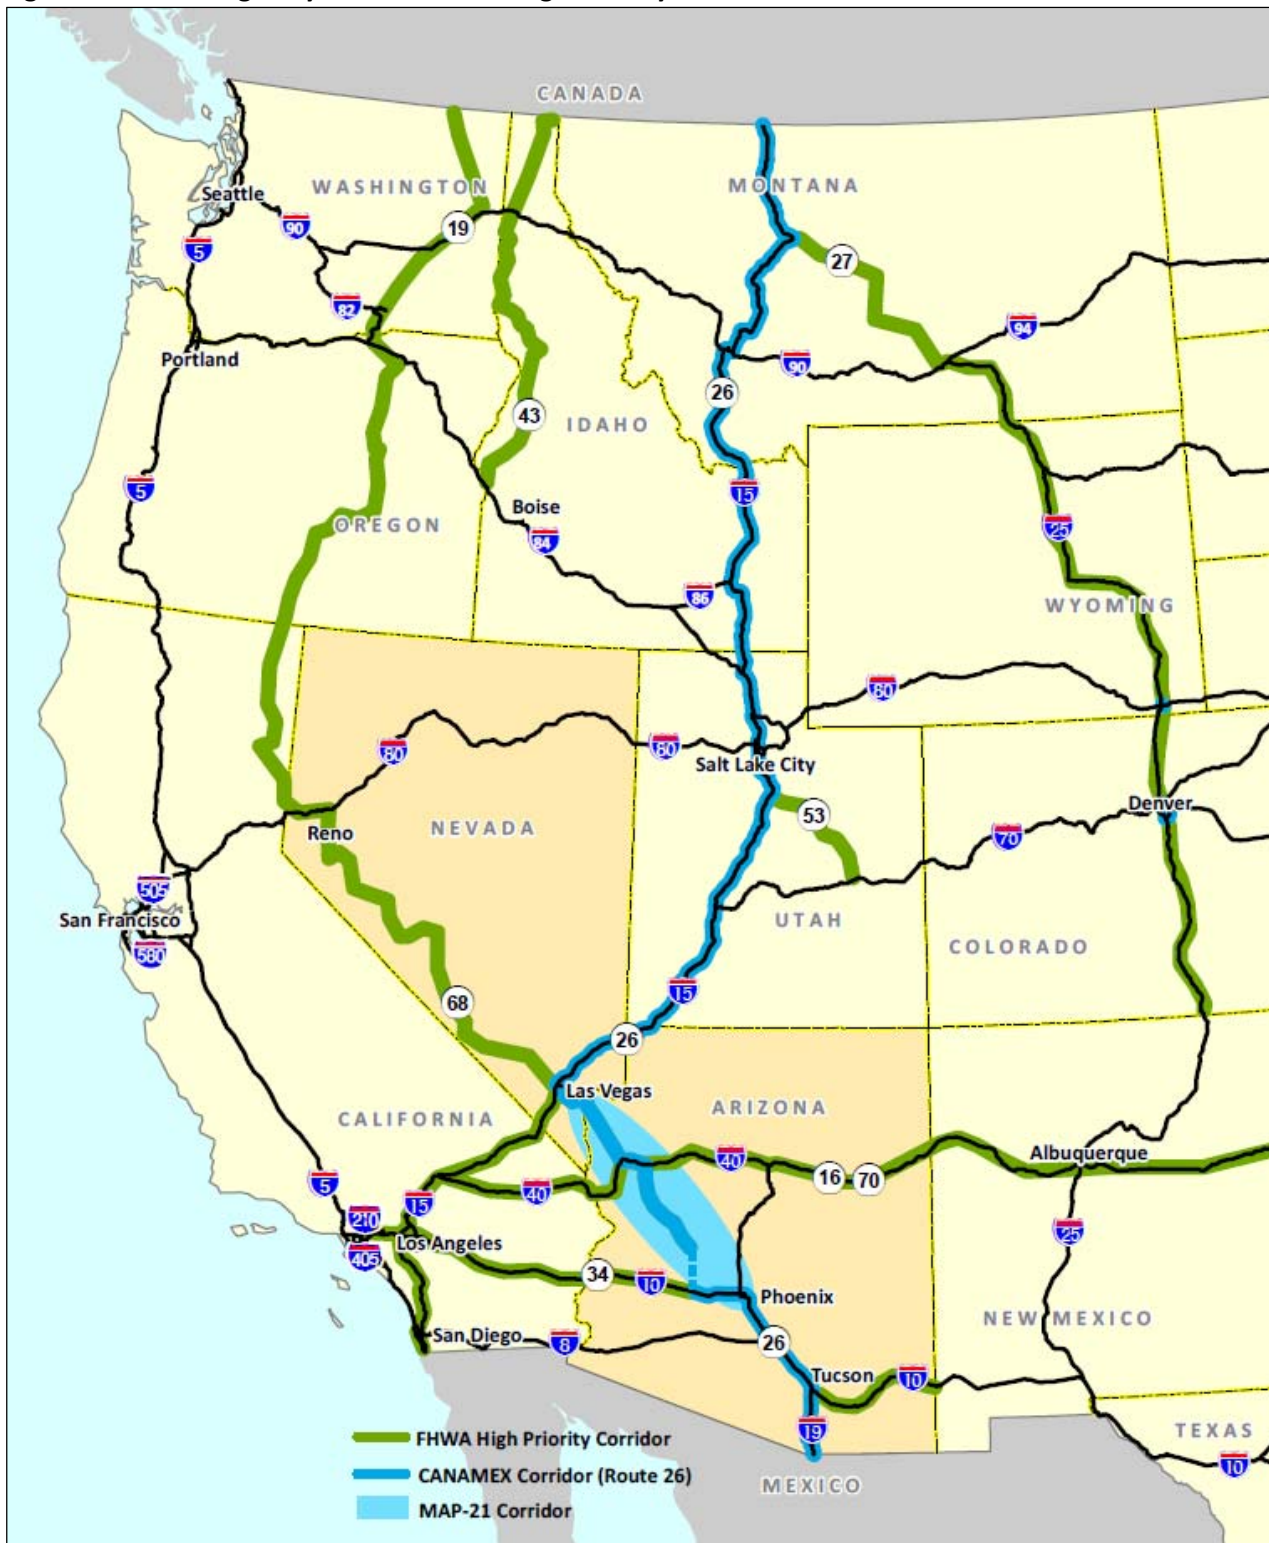 CANADA
WASHINGTON
MONTANA
Seattle
90
19
5
27
82
94
Portland
90
26
43
IDAHO
5
15
Boise
OREGON
25
84
86
WYOMING
80
80
80
Salt Lake City
Denver
53
Reno
NEVADA
70
505
San Francisco
UTAH
COLORADO
580
15
68
26
Las Vegas
ARIZONA
CALIFORNIA
Albuquerque
40
16
70
5
40
15
210
25
Los Angeles
405
34
10
Phoenix
NEW MEXICO
San Diego
8
26
Tucson
10
19
TEXAS
FHWA High Priority Corridor
10
CANAMEX Corridor (Route 26)
MEXICO
MAP-21 Corridor